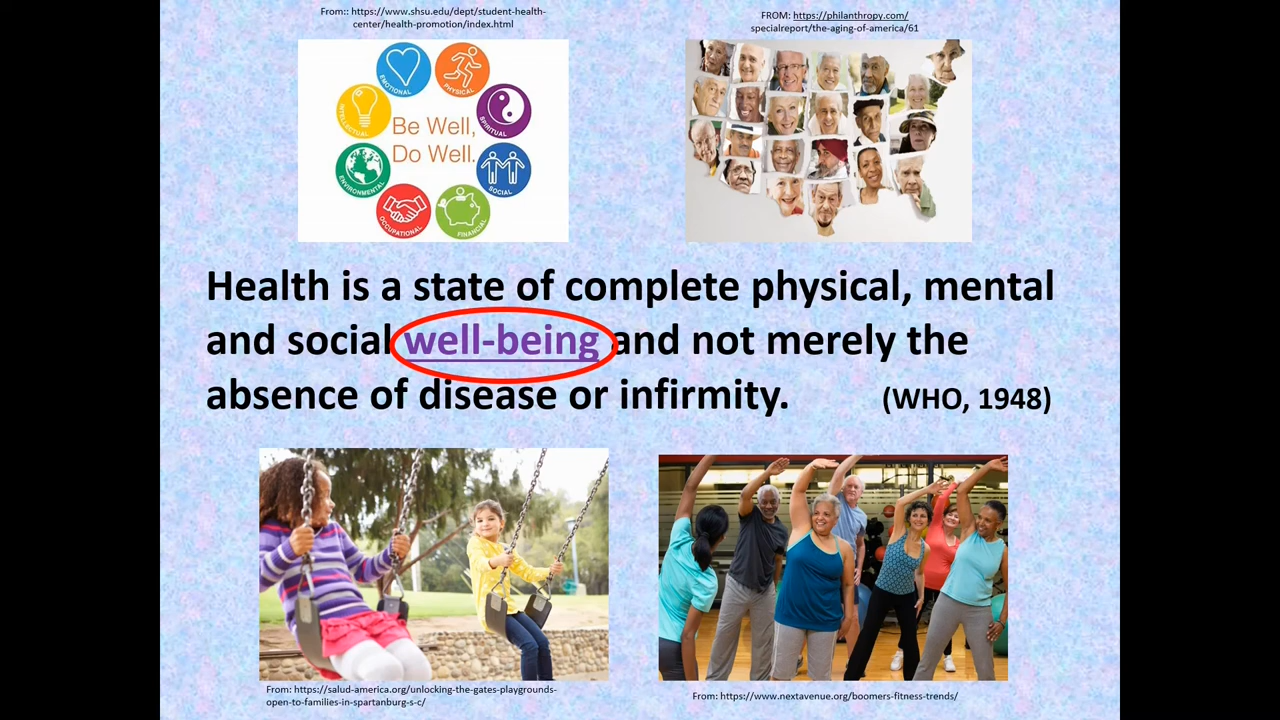 From:: https://www.shsu.edu/dept/student-health-
center/health-promotion/index.html
FROM: https://philanthropy.com/
specialreport/the-aging-of-america/61
EMOTIONAL
PHYSICAL
INTELLECTUAL
SPIRITUAL
Be Well,
Do Well.
ENVIRONMENTAL
SOCIAL
OCCUPATIONAL
FINANCIAL
Health is a state of complete physical, mental
and social well-being and not merely the
absence of disease or infirmity. (WHO, 1948)
From: https://salud-america.org/unlocking-the-gates-playgrounds-
open-to-families-in-spartanburg-s-c/
From: https://www.nextavenue.org/boomers-fitness-trends/